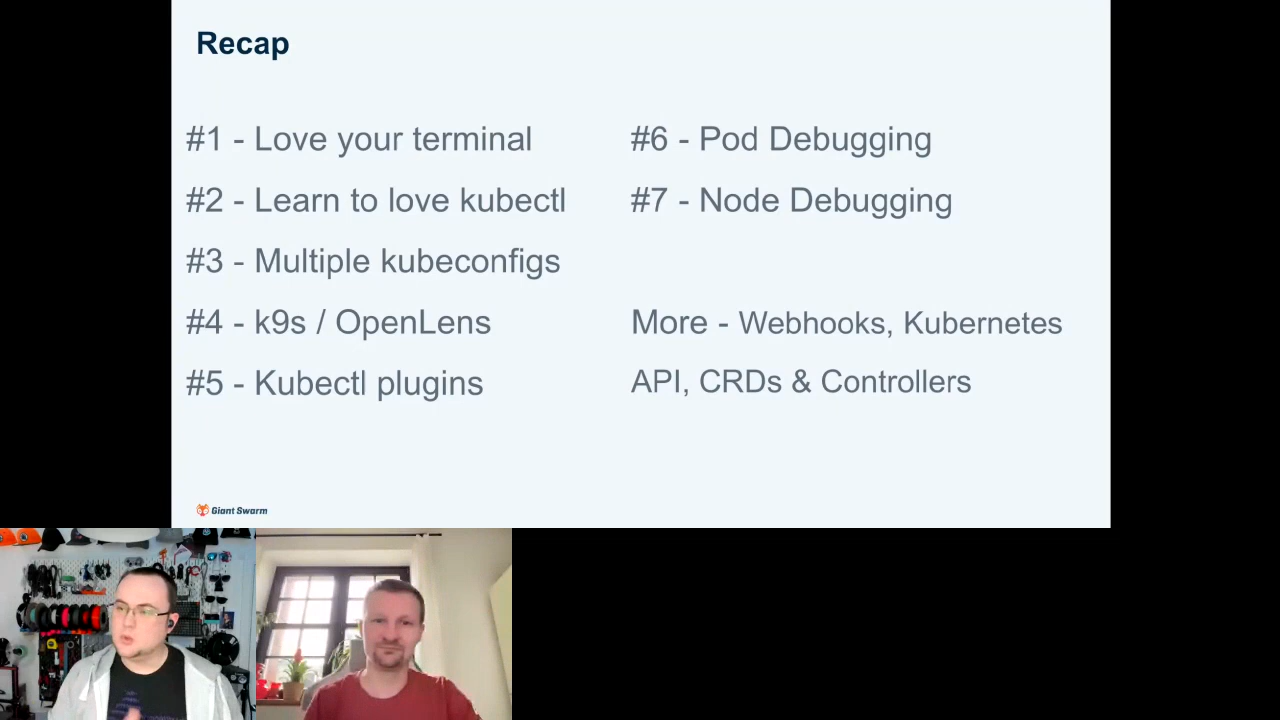 Recap
#1 - Love your terminal
#2 - Learn to love kubectl
#3 - Multiple kubeconfigs
#4 - k9s / OpenLens
#5 - Kubectl plugins
#6 - Pod Debugging
#7 - Node Debugging
More - Webhooks, Kubernetes
API, CRDs & Controllers
Giant Swarm